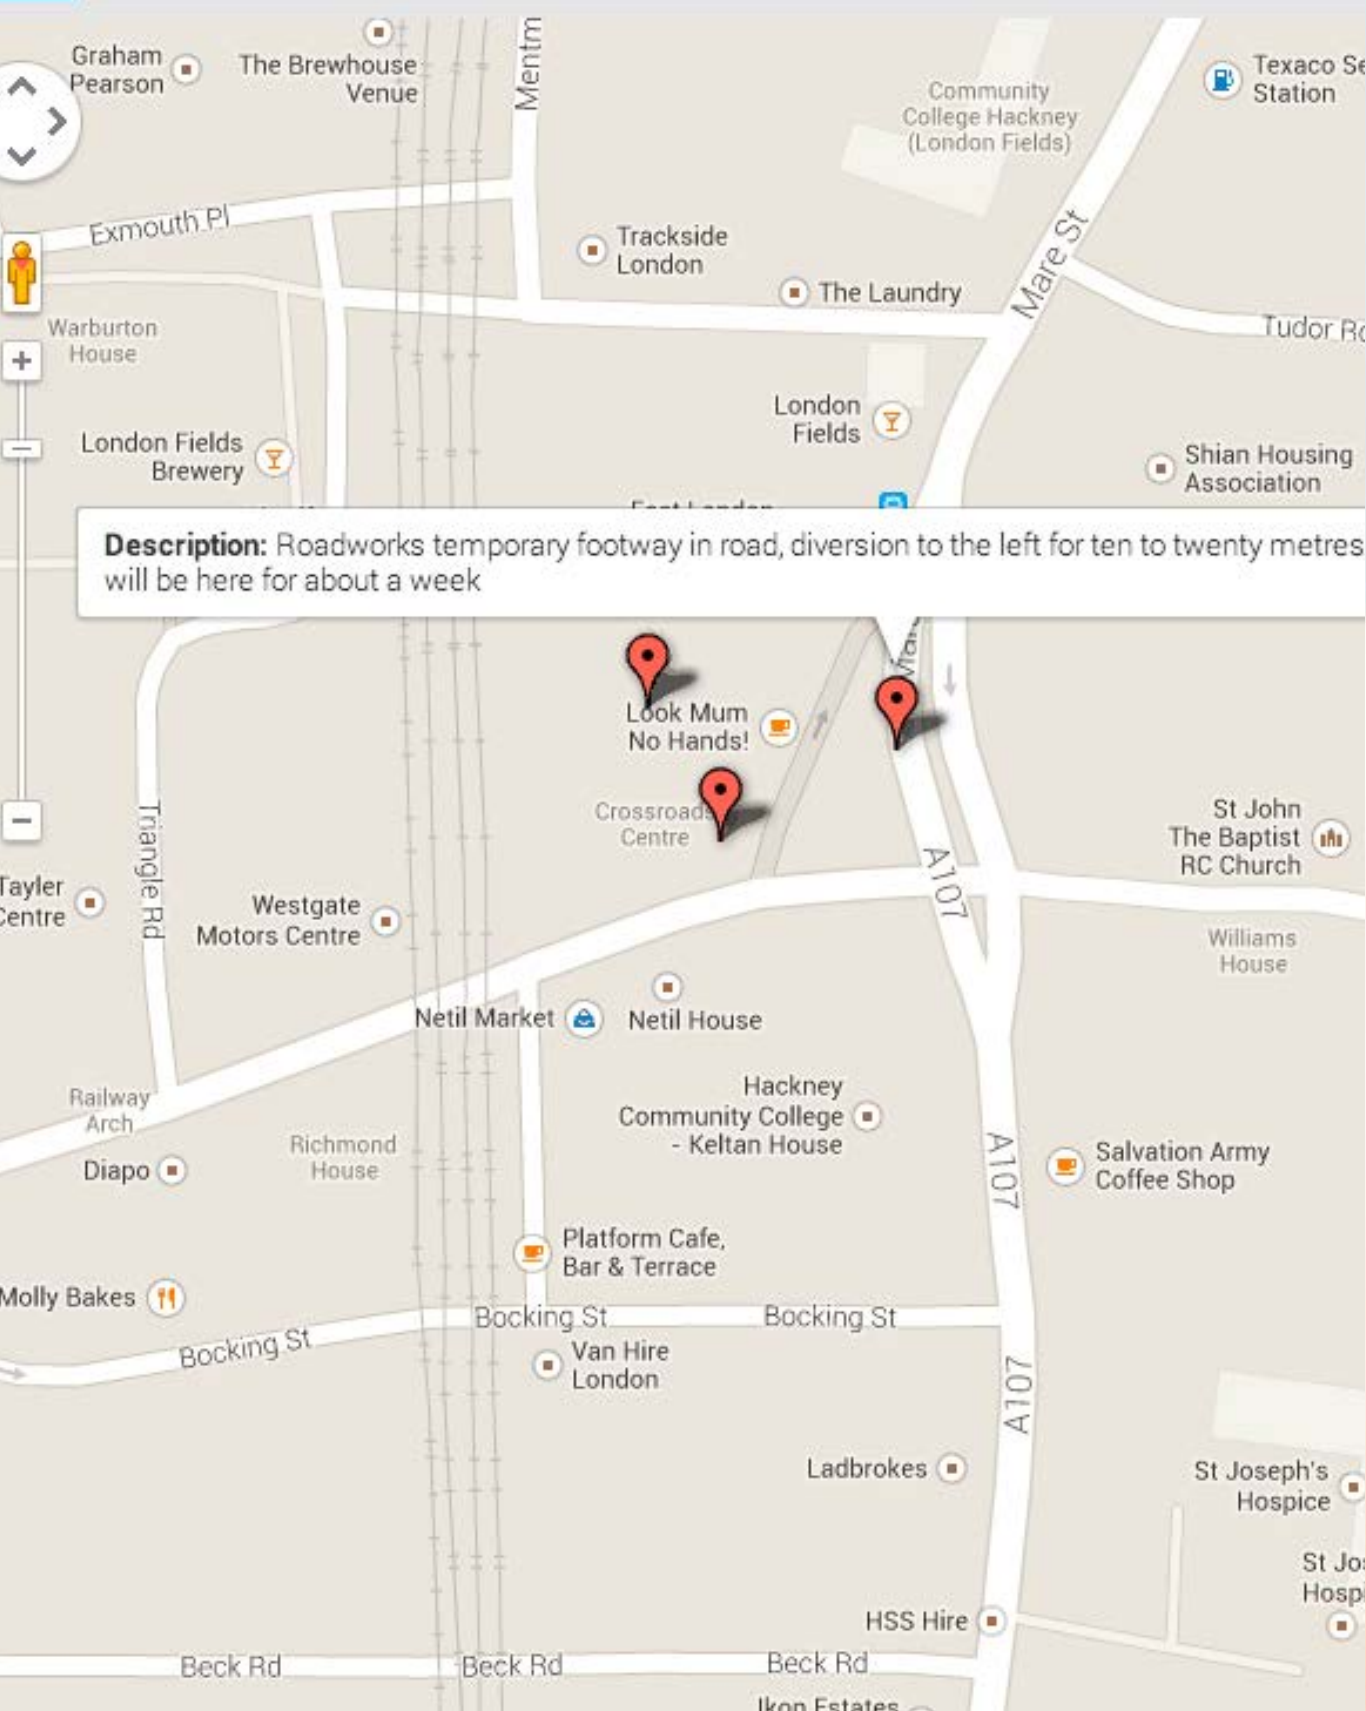 Graham
Pearson
The Brewhouse
Venue
Mentm
Community
College Hackney
(London Fields)
Texaco Se
Station
Exmouth Pl
Trackside
London
The Laundry
Mare St
Tudor Ro
Warburton
House
London
Fields
London Fields
Brewery
Shian Housing
Association
East London
Description: Roadworks temporary footway in road, diversion to the left for ten to twenty metres
will be here for about a week
Look Mum
No Hands!
Crossroads
Centre
Triangle Rd
A107
St John
The Baptist
RC Church
Tayler
Centre
Westgate
Motors Centre
Williams
House
Netil Market
Netil House
Railway
Arch
Richmond
House
Diapo
Hackney
Community College
- Keltan House
A107
Salvation Army
Coffee Shop
Platform Cafe,
Bar & Terrace
Molly Bakes
Bocking St
Bocking St
Bocking St
Van Hire
London
A107
Ladbrokes
St Joseph's
Hospice
St Jos
Hospi
HSS Hire
Beck Rd
Beck Rd
Beck Rd
Ikon Estates